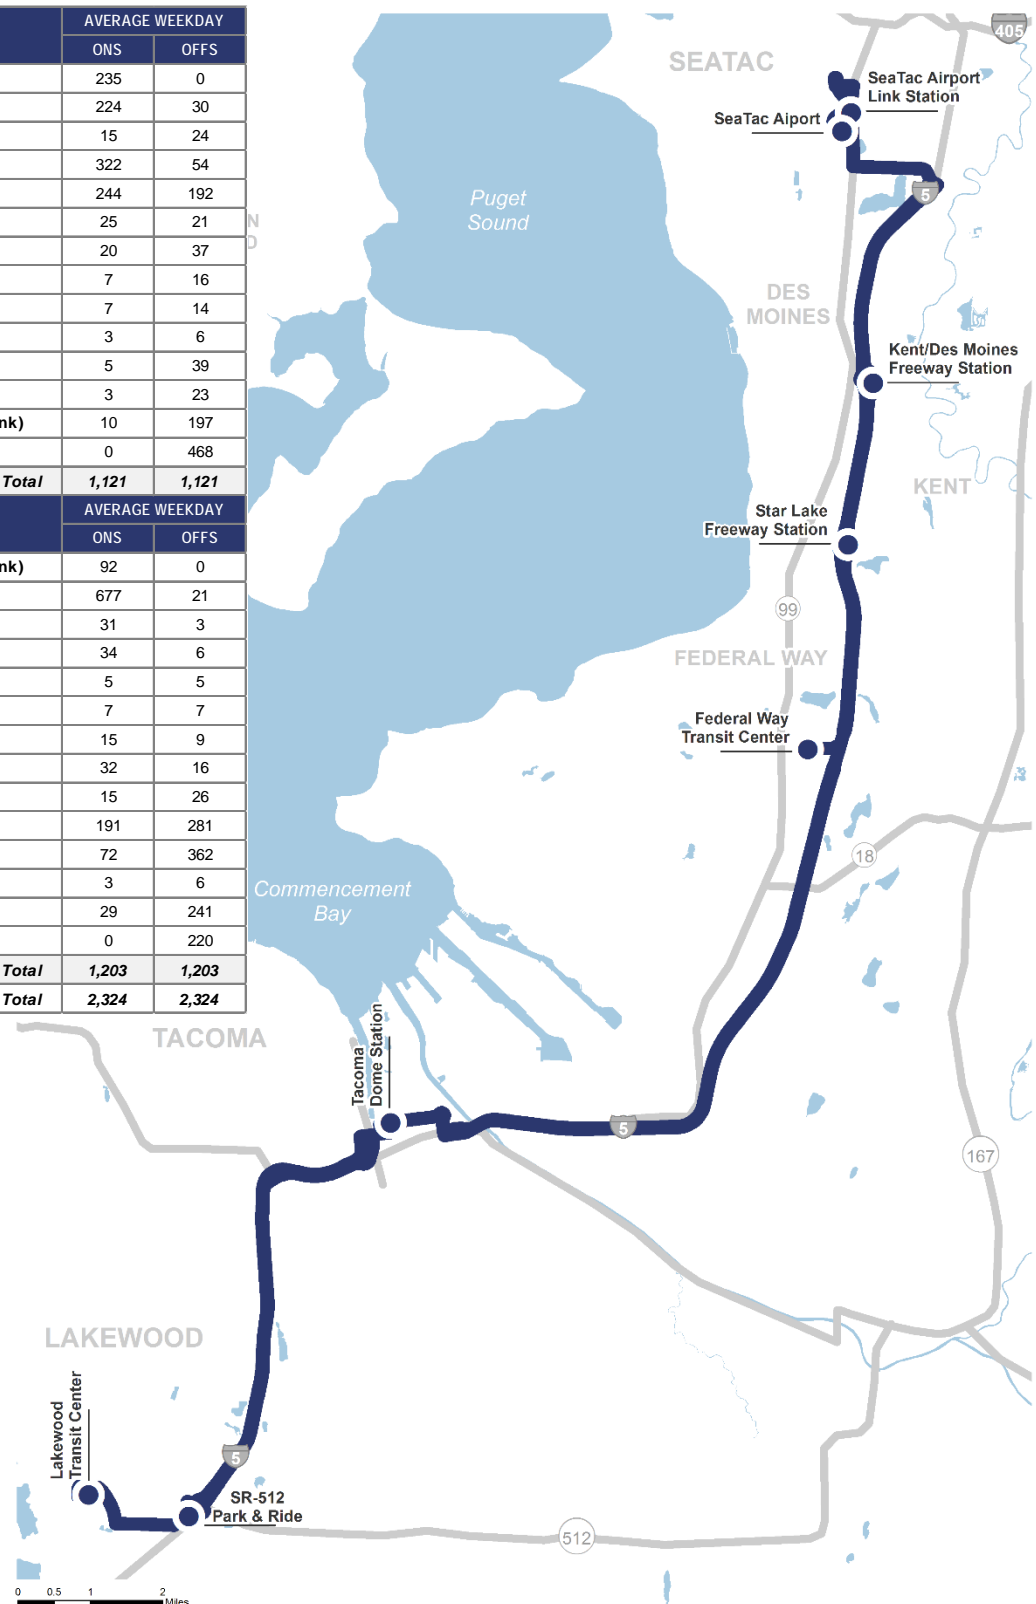 AVERAGE WEEKDAY
ONS OFFS
235 0
224 30
15 24
322 54
244 192
25 21
20 37
7 16
7 14
3 6
5 39
3 23
nk) 10 197
0 468
Total 1,121 1,121
AVERAGE WEEKDAY
ONS OFFS
nk) 92 0
677 21
31 3
34 6
5 5
7 7
15 9
32 16
15 26
191 281
72 362
3 6
29 241
0 220
Total 1,203 1,203
Total 2,324 2,324
405
SEATAC
SeaTac Airport
Link Station
SeaTac Aiport
5
Puget
Sound
N
D
DES
MOINES
Kent/Des Moines
Freeway Station
KENT
Star Lake
Freeway Station
99
FEDERAL WAY
Federal Way
Transit Center
18
Commencement
Bay
TACOMA
Tacoma
Dome Station
5
167
LAKEWOOD
Lakewood
Transit Center
5
SR-512
Park & Ride
512
0 0.5 1 2
Miles